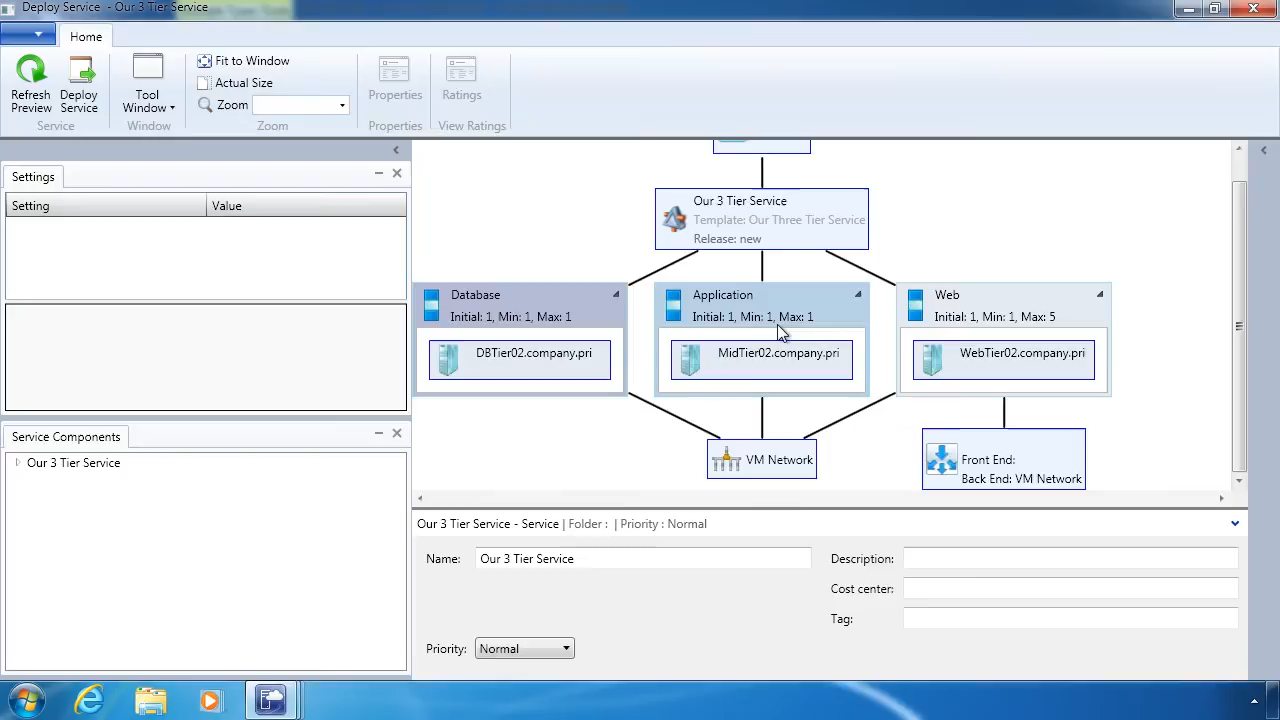 Deploy Service - Our 3 Tier Service
Home
Refresh Preview
Deploy Service
Service
Tool Window
Window
Fit to Window
Actual Size
Zoom
Zoom
Properties
Properties
Ratings
View Ratings
Settings
Setting
Value
Service Components
Our 3 Tier Service
Our 3 Tier Service
Template: Our Three Tier Service
Release: new
Database
Initial: 1, Min: 1, Max: 1
DBTier02.company.pri
Application
Initial: 1, Min: 1, Max: 1
MidTier02.company.pri
Web
Initial: 1, Min: 1, Max: 5
WebTier02.company.pri
VM Network
Front End:
Back End: VM Network
Our 3 Tier Service - Service | Folder : | Priority : Normal
Name: Our 3 Tier Service
Description:
Cost center:
Tag:
Priority: Normal